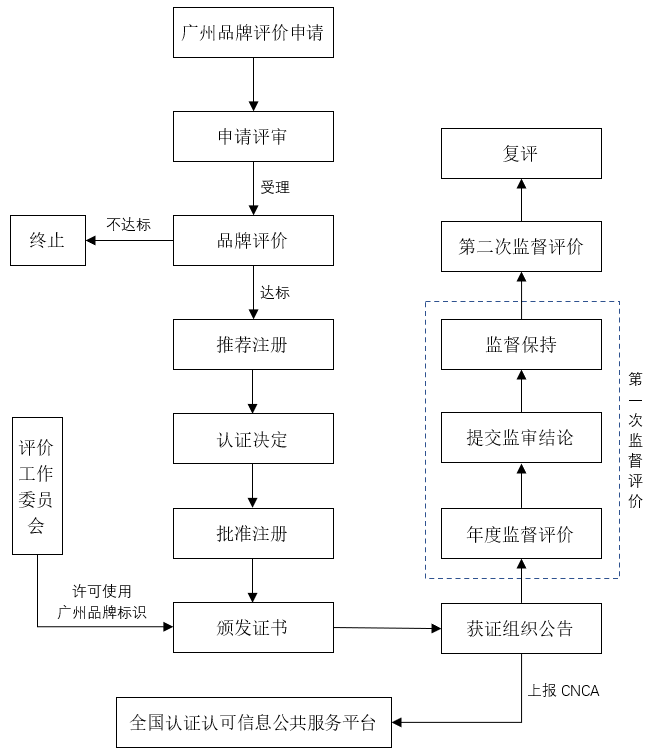 广州品牌评价申请
申请评审
受理
品牌评价
不达标
终止
达标
推荐注册
认证决定
批准注册
评价
工作
委员
会
许可使用
广州品牌标识
颁发证书
获证组织公告
上报 CNCA
全国认证认可信息公共服务平台
年度监督评价
提交监审结论
监督保持
第一次监督评价
第二次监督评价
复评